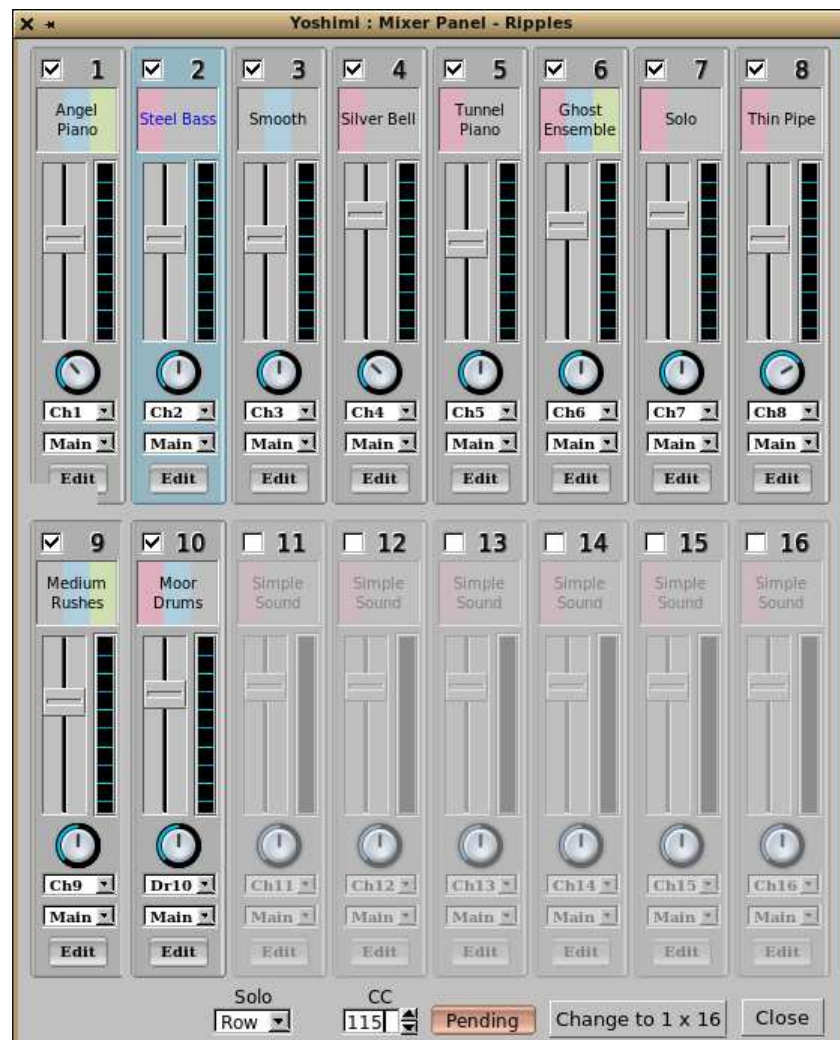 Yoshimi : Mixer Panel - Ripples
1 2 3 4 5 6 7 8
Angel Piano Steel Bass Smooth Silver Bell Tunnel Piano Ghost Ensemble Solo Thin Pipe
Ch1 Ch2 Ch3 Ch4 Ch5 Ch6 Ch7 Ch8
Main Main Main Main Main Main Main Main
Edit Edit Edit Edit Edit Edit Edit Edit
9 10 11 12 13 14 15 16
Medium Rushes Moor Drums Simple Sound Simple Sound Simple Sound Simple Sound Simple Sound Simple Sound
Ch9 Dr10 Ch11 Ch12 Ch13 Ch14 Ch15 Ch16
Main Main Main Main Main Main Main Main
Edit Edit Edit Edit Edit Edit Edit Edit
Solo CC
Row 115 Pending Change to 1 x 16 Close